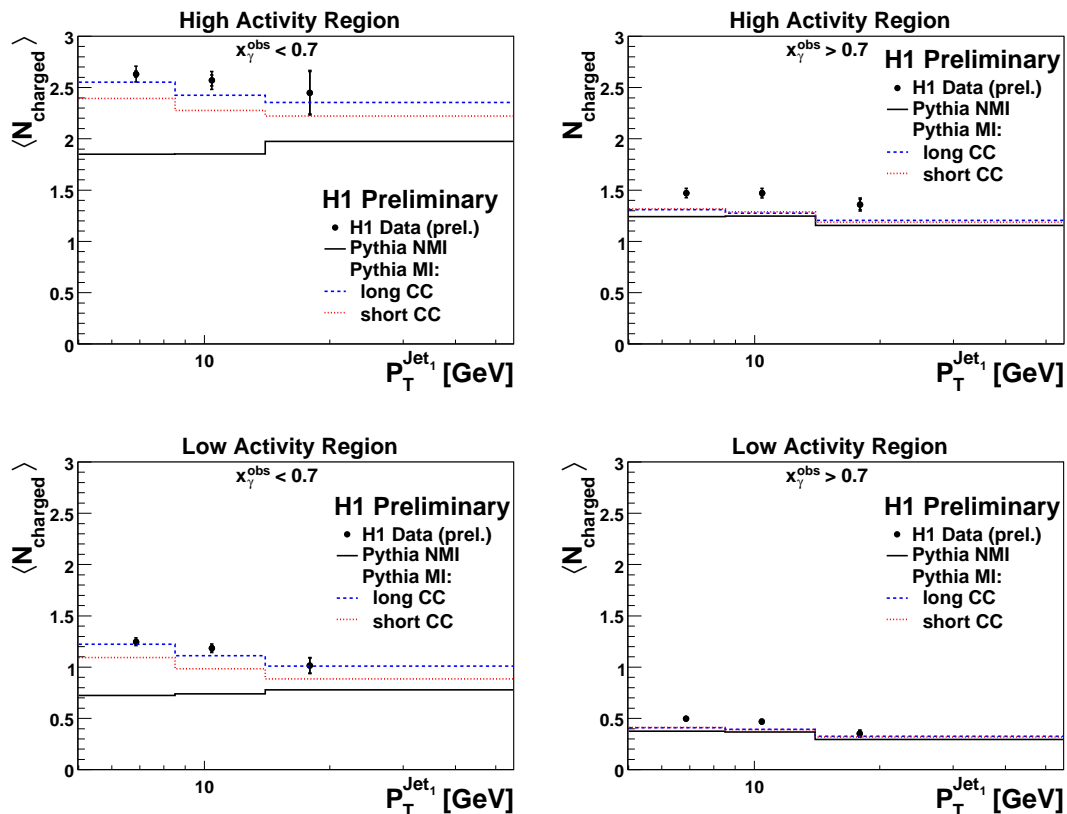 High Activity Region
x_γ^obs < 0.7
⟨N_charged⟩
3
2.5
2
1.5
1
0.5
0
H1 Preliminary
H1 Data (prel.)
Pythia NMI
Pythia MI:
long CC
short CC
10
P_T^Jet_1 [GeV]
High Activity Region
x_γ^obs > 0.7
N_charged
3
2.5
2
1.5
1
0.5
0
H1 Preliminary
H1 Data (prel.)
Pythia NMI
Pythia MI:
long CC
short CC
10
P_T^Jet_1 [GeV]
Low Activity Region
x_γ^obs < 0.7
⟨N_charged⟩
3
2.5
2
1.5
1
0.5
0
H1 Preliminary
H1 Data (prel.)
Pythia NMI
Pythia MI:
long CC
short CC
10
P_T^Jet_1 [GeV]
Low Activity Region
x_γ^obs > 0.7
⟨N_charged⟩
3
2.5
2
1.5
1
0.5
0
H1 Preliminary
H1 Data (prel.)
Pythia NMI
Pythia MI:
long CC
short CC
10
P_T^Jet_1 [GeV]